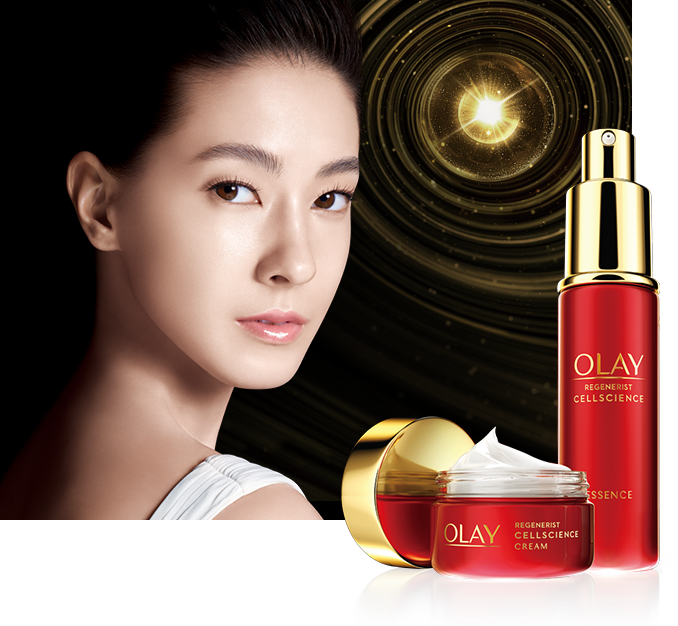 OLAY
REGENERIST
CELLSCIENCE
ESSENCE
OLAY
REGENERIST
CELLSCIENCE
CREAM